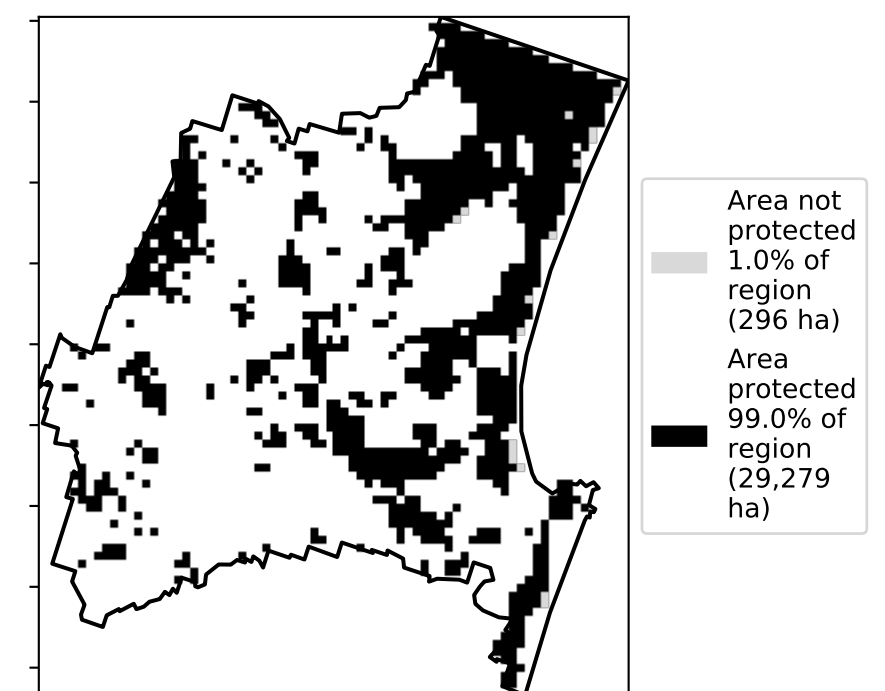 Area not
protected
1.0% of
region
(296 ha)
Area
protected
99.0% of
region
(29,279
ha)